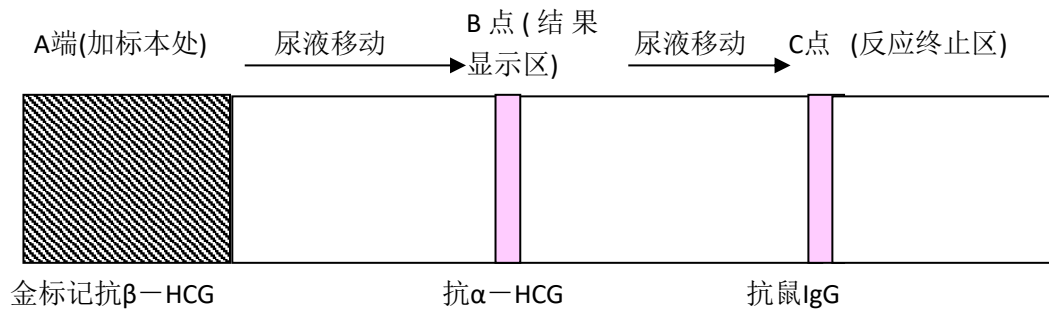 A端(加标本处)
尿液移动
B点(结果
显示区)
尿液移动
C点 (反应终止区)
金标记抗β－HCG
抗α－HCG
抗鼠IgG